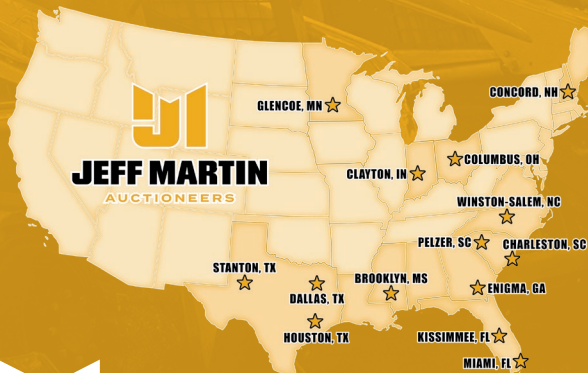 CONCORD, NH
GLENCOE, MN
JM
JEFF MARTIN
AUCTIONEERS
COLUMBUS, OH
CLAYTON, IN
WINSTON-SALEM, NC
PELZER, SC
CHARLESTON, SC
STANTON, TX
BROOKLYN, MS
DALLAS, TX
ENIGMA, GA
HOUSTON, TX
KISSIMMEE, FL
MIAMI, FL